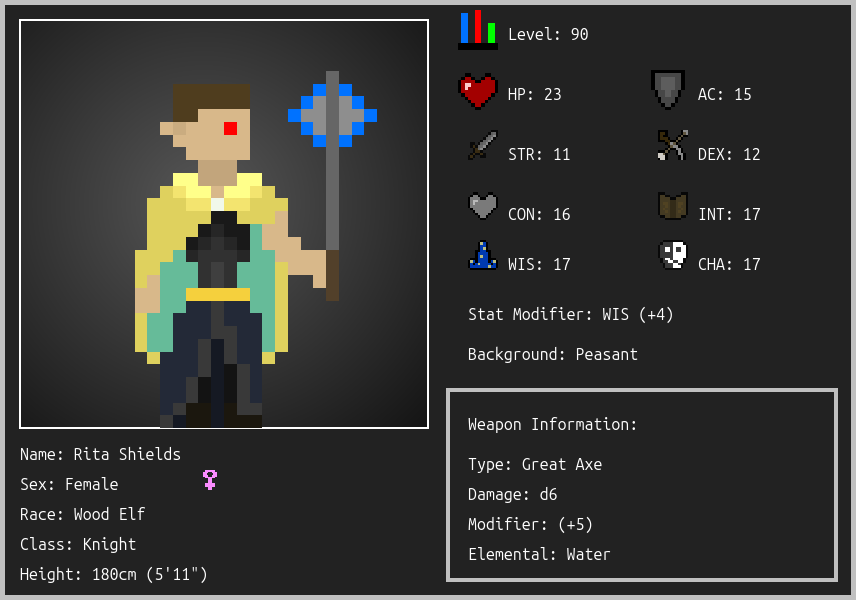 Level: 90
HP: 23 AC: 15
STR: 11 DEX: 12
CON: 16 INT: 17
WIS: 17 CHA: 17
Stat Modifier: WIS (+4)
Background: Peasant
Weapon Information:
Type: Great Axe
Damage: d6
Modifier: (+5)
Elemental: Water
Name: Rita Shields
Sex: Female
Race: Wood Elf
Class: Knight
Height: 180cm (5'11")